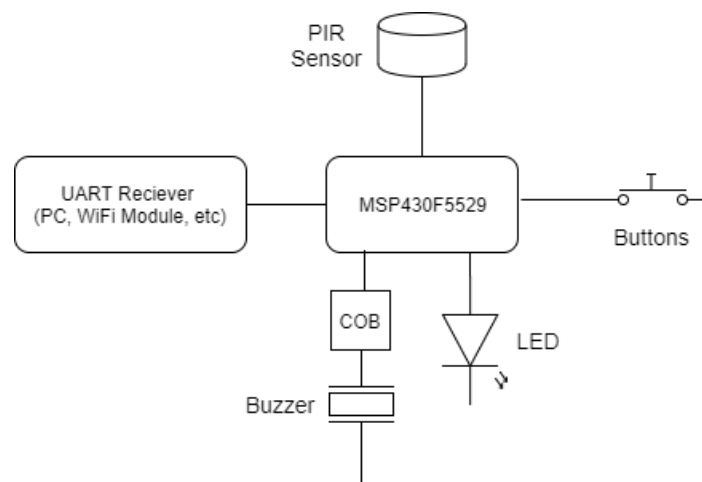 PIR
Sensor
UART Reciever
(PC, WiFi Module, etc)
MSP430F5529
Buttons
COB
LED
Buzzer